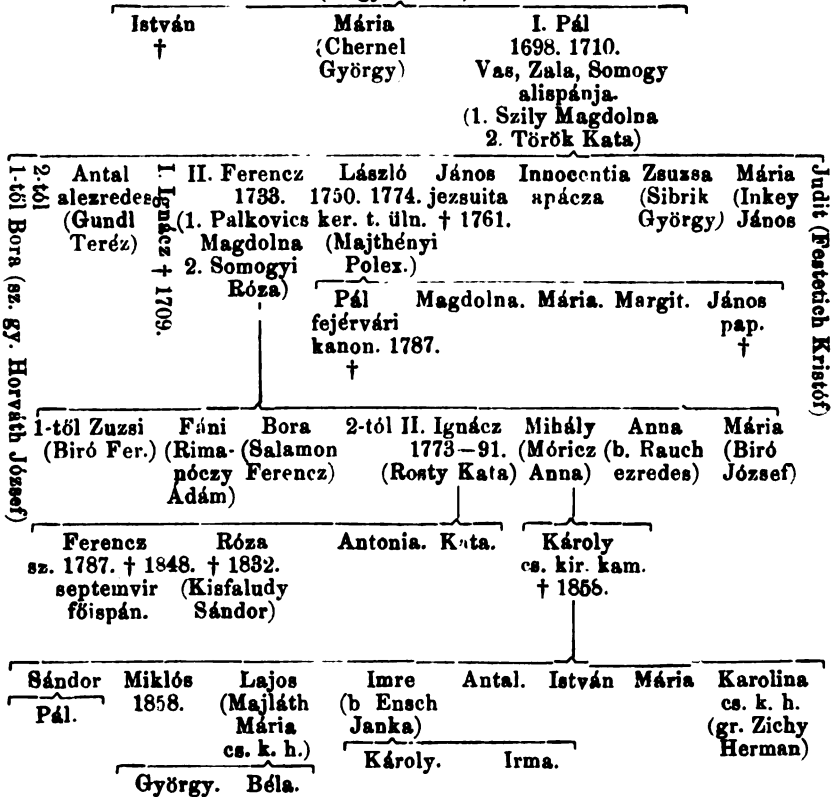 István
†
Mária
(Chernel
György)
I. Pál
1698. 1710.
Vas, Zala, Somogy
alispánja.
(1. Szily Magdolna
2. Török Kata)
1-től Bora (sz. gy. Horváth József)
2-tól
Antal
alezredes
(Gundl
Teréz)
I. Ignácz † 1709.
II. Ferencz
1733.
(1. Palkovics
Magdolna
2. Somogyi
Róza)
László
1750. 1774.
ker. t. üln.
(Majthényi
Polex.)
János
jezsuita
† 1761.
Innocentia
apácza
Zsuzsa
(Sibrik
György)
Mária
(Inkey
János
Judit (Festetich Kristóf)
Pál
fejérvári
kanon. 1787.
†
Magdolna. Mária. Margit.
János
pap.
†
1-től Zuzsi
(Biró Fer.)
Fáni
(Rima-
nóczy
Ádám)
Bora
(Salamon
Ferencz)
2-tól II. Ignácz
1773—91.
(Rosty Kata)
Mihály
(Móricz
Anna)
Anna
(b. Rauch
ezredes)
Mária
(Biró
József)
Ferencz
sz. 1787. † 1848.
septemvir
főispán.
Róza
† 1832.
(Kisfaludy
Sándor)
Antonia. Kata.
Károly
cs. kir. kam.
† 1858.
Sándor
Pál.
Miklós
1858.
Lajos
(Majláth
Mária
cs. k. h.)
György. Béla.
Imre
(b Ensch
Janka)
Károly. Irma.
Antal.
István
Mária
Karolina
cs. k. h.
(gr. Zichy
Herman)